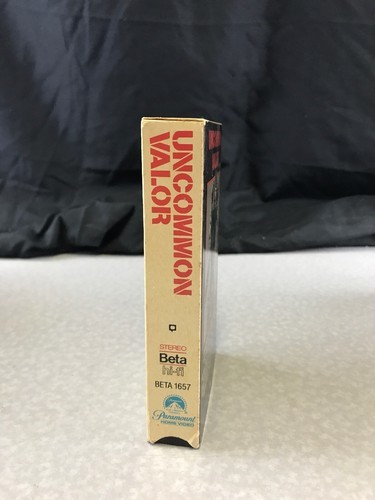 UNCOMMON
VALOR
STEREO
Beta
hi-fi
BETA 1657
Paramount
HOME VIDEO